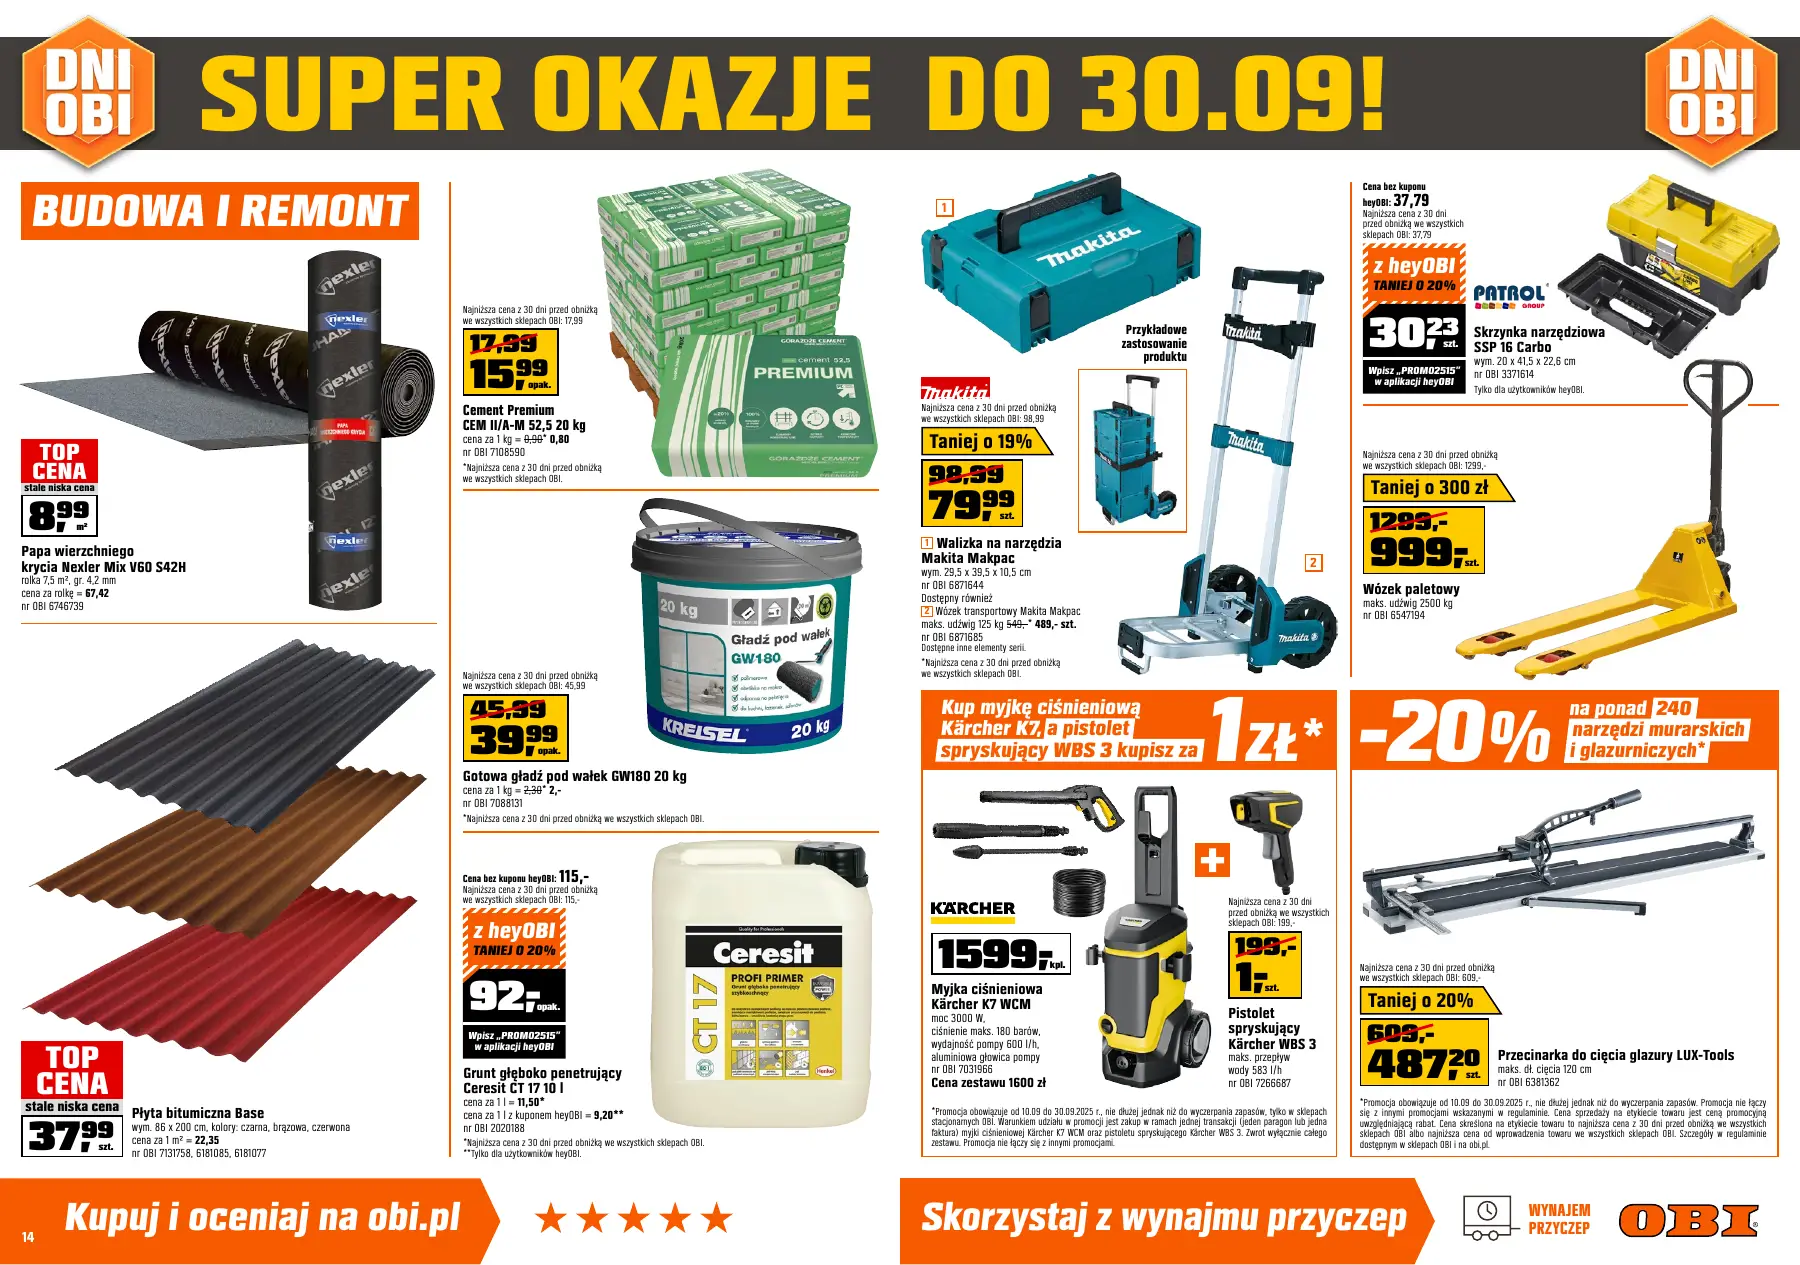 DNI
OBI
SUPER OKAZJE DO 30.09!
DNI
OBI
BUDOWA I REMONT
TOP
CENA
stale niska cena
8,99
m²
Papa wierzchniego
krycia Nexler Mix V60 S42H
rolka 7,5 m², gr. 4,2 mm
cena za rolkę = 67,42
nr OBI 6746739
TOP
CENA
stale niska cena
37,99
szt.
Płyta bitumiczna Base
wym. 86 x 200 cm, kolory: czarna, brązowa, czerwona
cena za 1 m² = 22,35
nr OBI 7131758, 6181085, 6181077
Najniższa cena z 30 dni przed obniżką
we wszystkich sklepach OBI: 17,99
17,99
15,99
opak.
Cement Premium
CEM II/A-M 52,5 20 kg
cena za 1 kg = 0,90* 0,80
nr OBI 7108590
*Najniższa cena z 30 dni przed obniżką
we wszystkich sklepach OBI.
GÓRAŻDŻE CEMENT
cement 52,5
PREMIUM
Najniższa cena z 30 dni przed obniżką
we wszystkich sklepach OBI: 45,99
45,99
39,99
opak.
Gotowa gładź pod wałek GW180 20 kg
cena za 1 kg = 2,30* 2,-
nr OBI 7088131
*Najniższa cena z 30 dni przed obniżką we wszystkich sklepach OBI.
20 kg
Gładź pod wałek
GW180
KREISEL
20 kg
Cena bez kuponu heyOBI: 115,-
Najniższa cena z 30 dni przed obniżką
we wszystkich sklepach OBI: 115,-
z heyOBI
TANIEJ O 20%
92,-
opak.
Wpisz „PROMO2515”
w aplikacji heyOBI
Grunt głęboko penetrujący
Ceresit CT 17 10 l
cena za 1 l = 11,50*
cena za 1 l z kuponem heyOBI = 9,20**
nr OBI 2020188
*Najniższa cena z 30 dni przed obniżką we wszystkich sklepach OBI.
**Tylko dla użytkowników heyOBI.
Quality for Professionals
Ceresit
CT 17
PROFI PRIMER
Grunt głęboko penetrujący
szybkoschnący
Henkel
1
makita
Przykładowe
zastosowanie
produktu
makita
Najniższa cena z 30 dni przed obniżką
we wszystkich sklepach OBI: 98,99
Taniej o 19%
98,99
79,99
szt.
1 Walizka na narzędzia
Makita Makpac
wym. 29,5 x 39,5 x 10,5 cm
nr OBI 6871644
Dostępny również
2 Wózek transportowy Makita Makpac
maks. udźwig 125 kg 549,-* 489,- szt.
nr OBI 6871685
Dostępne inne elementy serii.
*Najniższa cena z 30 dni przed obniżką
we wszystkich sklepach OBI.
2
Cena bez kuponu
heyOBI: 37,79
Najniższa cena z 30 dni
przed obniżką we wszystkich
sklepach OBI: 37,79
z heyOBI
TANIEJ O 20%
30,23
szt.
Wpisz „PROMO2515”
w aplikacji heyOBI
PATROL
GROUP
Skrzynka narzędziowa
SSP 16 Carbo
wym. 20 x 41,5 x 22,6 cm
nr OBI 3371614
Tylko dla użytkowników heyOBI.
Najniższa cena z 30 dni przed obniżką
we wszystkich sklepach OBI: 1299,-
Taniej o 300 zł
1299,-
999,-
szt.
Wózek paletowy
maks. udźwig 2500 kg
nr OBI 6547194
Kup myjkę ciśnieniową
Kärcher K7, a pistolet
spryskujący WBS 3 kupisz za
1ZŁ*
KÄRCHER
1599,-
kpl.
Myjka ciśnieniowa
Kärcher K7 WCM
moc 3000 W,
ciśnienie maks. 180 barów,
wydajność pompy 600 l/h,
aluminiowa głowica pompy
nr OBI 7031966
Cena zestawu 1600 zł
+
Najniższa cena z 30 dni
przed obniżką we wszystkich
sklepach OBI: 199,-
199,-
1,-
szt.
Pistolet
spryskujący
Kärcher WBS 3
maks. przepływ
wody 583 l/h
nr OBI 7266687
*Promocja obowiązuje od 10.09 do 30.09.2025 r., nie dłużej jednak niż do wyczerpania zapasów, tylko w sklepach
stacjonarnych OBI. Warunkiem udziału w promocji jest zakup w ramach jednej transakcji (jeden paragon lub jedna
faktura) myjki ciśnieniowej Kärcher K7 WCM oraz pistoletu spryskującego Kärcher WBS 3. Zwrot wyłącznie całego
zestawu. Promocja nie łączy się z innymi promocjami.
-20%
na ponad 240
narzędzi murarskich
i glazurniczych*
Najniższa cena z 30 dni przed obniżką
we wszystkich sklepach OBI: 609,-
Taniej o 20%
609,-
487,20
szt.
Przecinarka do cięcia glazury LUX-Tools
maks. dł. cięcia 120 cm
nr OBI 6381362
*Promocja obowiązuje od 10.09 do 30.09.2025 r., nie dłużej jednak niż do wyczerpania zapasów. Promocja nie łączy
się z innymi promocjami wskazanymi w regulaminie. Cena sprzedaży na etykiecie towaru jest ceną promocyjną
uwzględniającą rabat. Cena skreślona na etykiecie towaru to najniższa cena z 30 dni przed obniżką we wszystkich
sklepach OBI albo najniższa cena od wprowadzenia towaru we wszystkich sklepach OBI. Szczegóły w regulaminie
dostępnym w sklepach OBI i na obi.pl.
14
Kupuj i oceniaj na obi.pl
Skorzystaj z wynajmu przyczep
WYNAJEM
PRZYCZEP
OBI